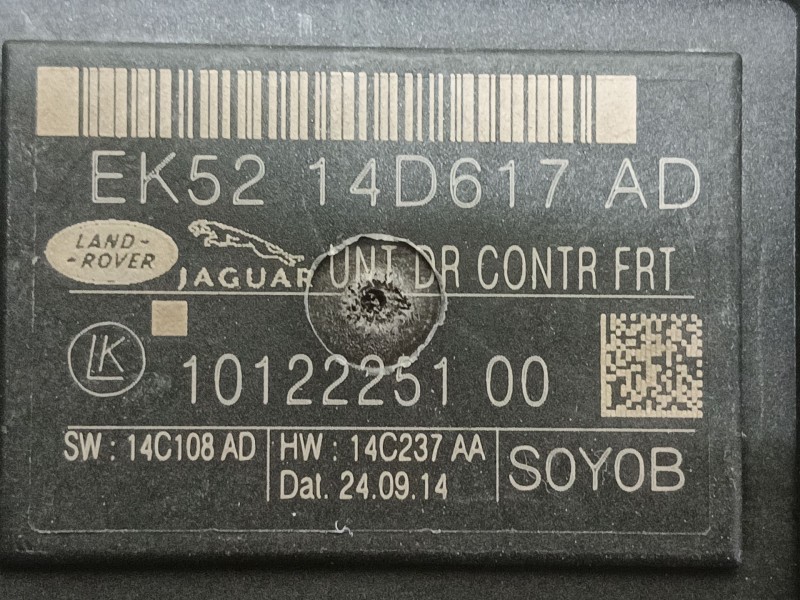 EK52 14D617 AD
LAND-
-ROVER
JAGUAR
UNT DR CONTR FRT
LK
10122251 00
SW : 14C108 AD
HW : 14C237 AA
Dat. 24.09.14
SOYOB